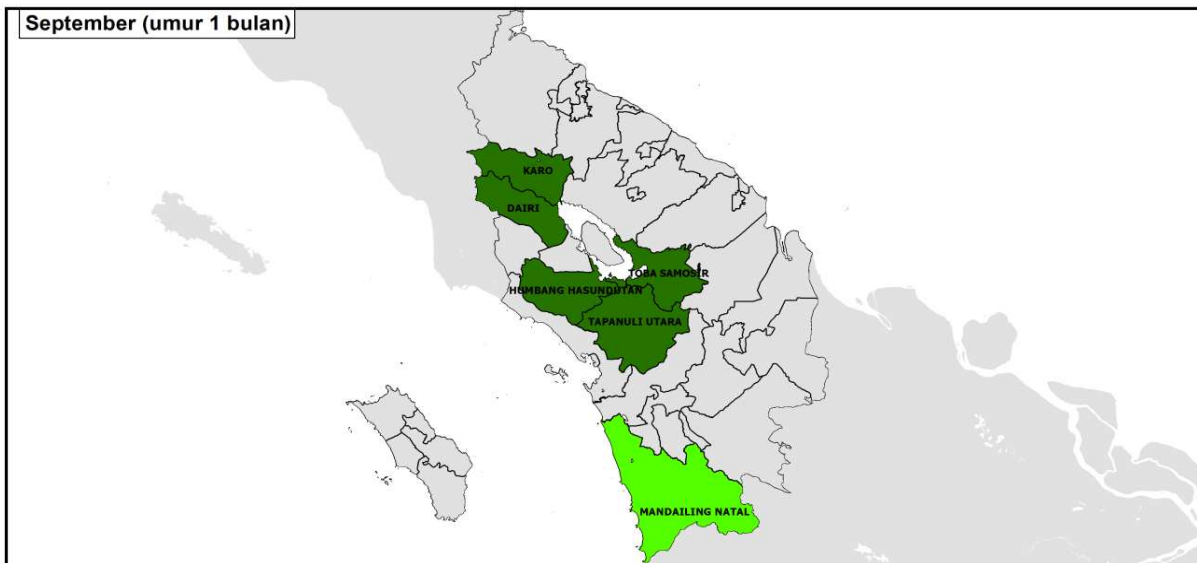 September (umur 1 bulan)
KARO
DAIRI
TOBA SAMOSIR
HUMBANG HASUNDUTAN
TAPANULI UTARA
MANDAILING NATAL